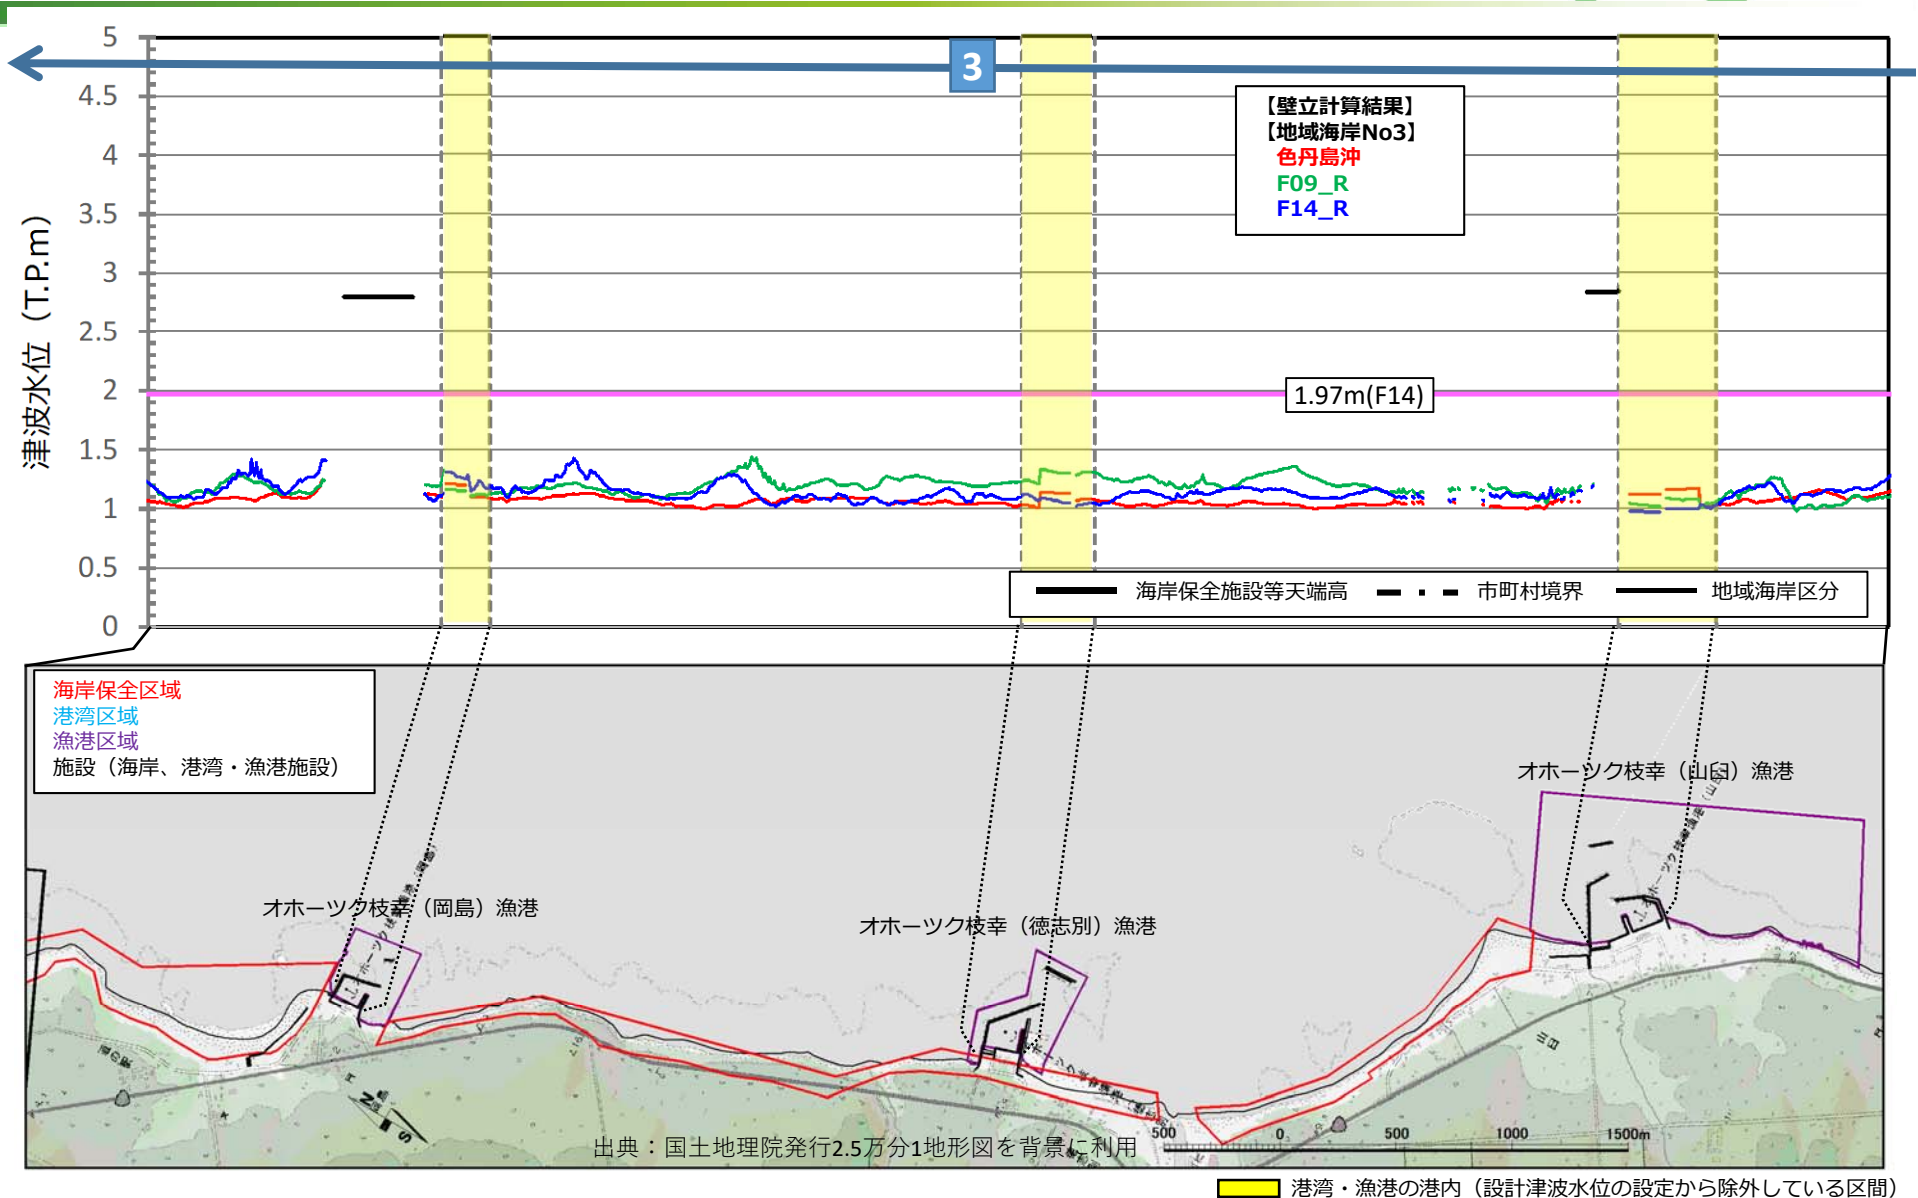 3
5
4.5
4
3.5
3
2.5
2
1.5
1
0.5
0
津波水位（T.P.m）
【壁立計算結果】
【地域海岸No3】
色丹島沖
F09_R
F14_R
1.97m(F14)
海岸保全施設等天端高
市町村境界
地域海岸区分
海岸保全区域
港湾区域
漁港区域
施設（海岸、港湾・漁港施設）
オホーツク枝幸（山臼）漁港
オホーツク枝幸（岡島）漁港
オホーツク枝幸（徳志別）漁港
山臼
N
S
出典：国土地理院発行2.5万分1地形図を背景に利用
500 0 500 1000 1500m
港湾・漁港の港内（設計津波水位の設定から除外している区間）